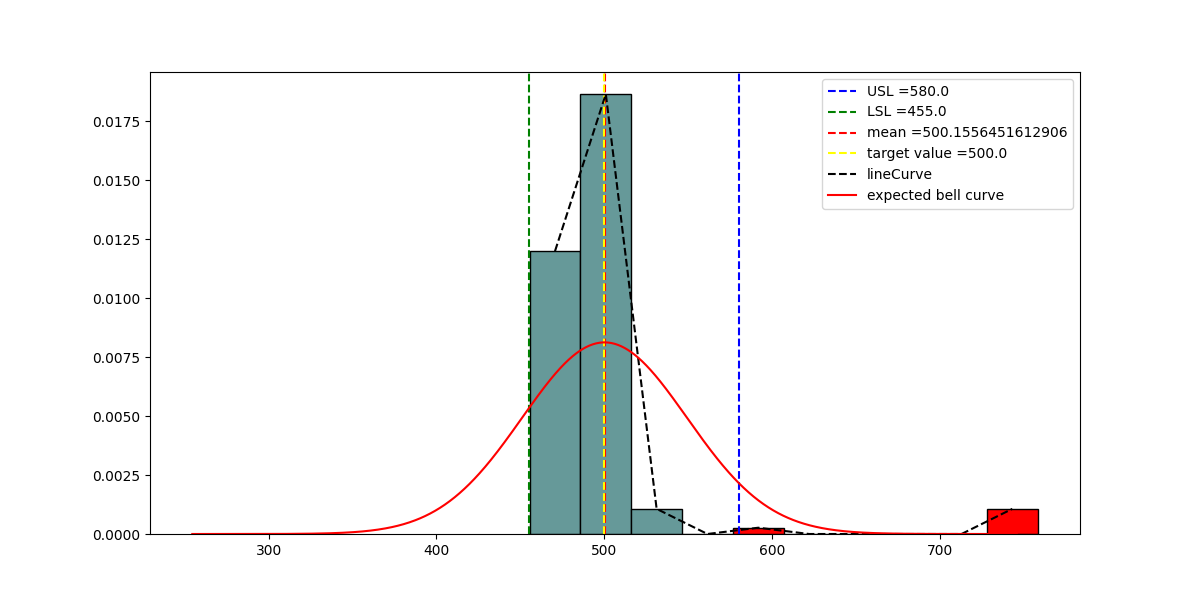 USL =580.0
LSL =455.0
mean =500.1556451612906
target value =500.0
lineCurve
expected bell curve
0.0175
0.0150
0.0125
0.0100
0.0075
0.0050
0.0025
0.0000
300 400 500 600 700